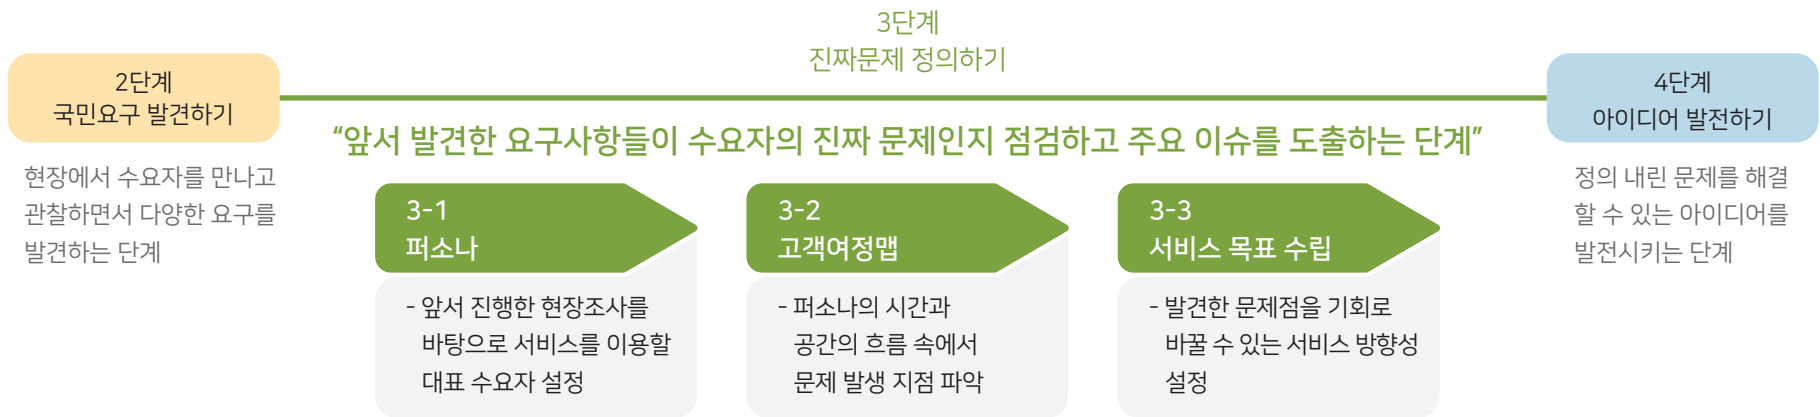 2단계
국민요구 발견하기
현장에서 수요자를 만나고
관찰하면서 다양한 요구를
발견하는 단계
3단계
진짜문제 정의하기
“앞서 발견한 요구사항들이 수요자의 진짜 문제인지 점검하고 주요 이슈를 도출하는 단계”
3-1
퍼소나
- 앞서 진행한 현장조사를
바탕으로 서비스를 이용할
대표 수요자 설정
3-2
고객여정맵
- 퍼소나의 시간과
공간의 흐름 속에서
문제 발생 지점 파악
3-3
서비스 목표 수립
- 발견한 문제점을 기회로
바꿀 수 있는 서비스 방향성
설정
4단계
아이디어 발전하기
정의 내린 문제를 해결
할 수 있는 아이디어를
발전시키는 단계